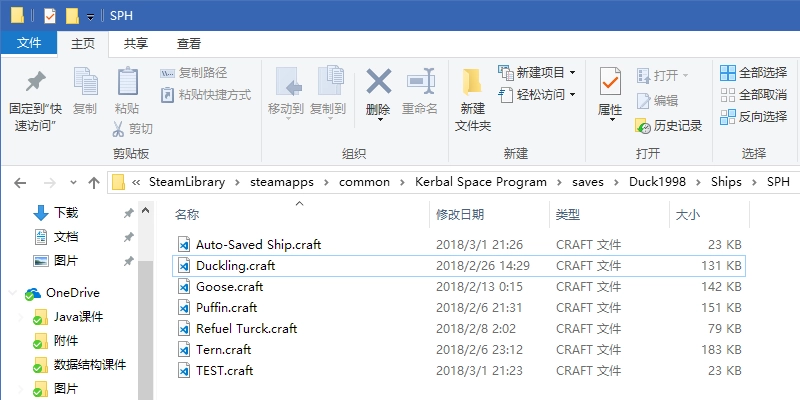 SPH
文件 主页 共享 查看
固定到"快速访问"
复制
粘贴
复制路径
粘贴快捷方式
剪切
剪贴板
移动到
复制到
删除
重命名
组织
新建文件夹
新建项目
轻松访问
新建
属性
打开
编辑
历史记录
打开
全部选择
全部取消
反向选择
选择
« SteamLibrary > steamapps > common > Kerbal Space Program > saves > Duck1998 > Ships > SPH
下载
文档
图片
OneDrive
Java课件
附件
数据结构课件
图片
名称 修改日期 类型 大小
Auto-Saved Ship.craft 2018/3/1 21:26 CRAFT 文件 23 KB
Duckling.craft 2018/2/26 14:29 CRAFT 文件 131 KB
Goose.craft 2018/2/13 0:15 CRAFT 文件 142 KB
Puffin.craft 2018/2/6 21:31 CRAFT 文件 151 KB
Refuel Turck.craft 2018/2/8 2:02 CRAFT 文件 79 KB
Tern.craft 2018/2/6 23:12 CRAFT 文件 183 KB
TEST.craft 2018/3/1 21:23 CRAFT 文件 23 KB